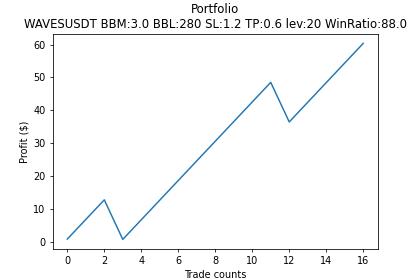 Portfolio
WAVESUSDT BBM:3.0 BBL:280 SL:1.2 TP:0.6 lev:20 WinRatio:88.0
60
50
40
30
20
10
0
Profit ($)
0 2 4 6 8 10 12 14 16
Trade counts